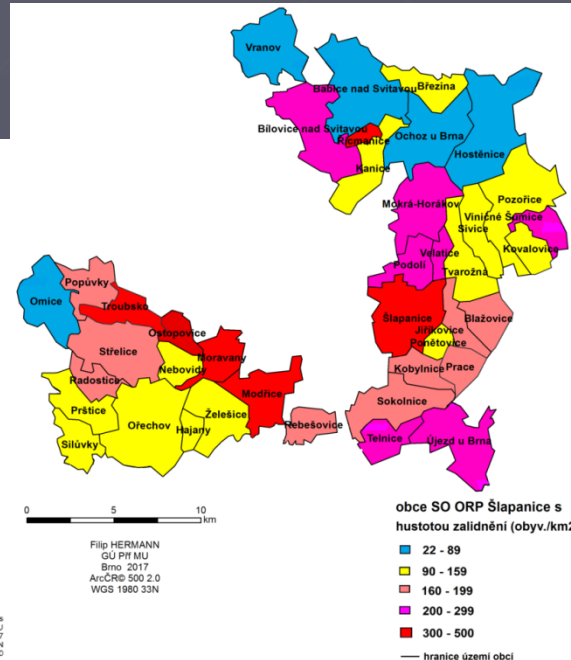 Vranov
Babice nad Svitavou
Březina
Bílovice nad Svitavou
Řícmanice
Ochoz u Brna
Kanice
Hostěnice
Mokrá-Horákov
Pozořice
Viničné Šumice
Sivice
Kovalovice
Velatice
Podolí
Tvarožná
Popůvky
Omice
Troubsko
Šlapanice
Blažovice
Jiříkovice
Ostopovice
Ponětovice
Střelice
Moravany
Nebovidy
Kobylnice
Prace
Radostice
Modřice
Sokolnice
Prštice
Želešice
Ořechov
Hajany
Rebešovice
Silůvky
Telnice
Újezd u Brna
0 5 10
km
Filip HERMANN
GÚ PřF MU
Brno 2017
ArcČR© 500 2.0
WGS 1980 33N
obce SO ORP Šlapanice s
hustotou zalidnění (obyv./km2
22 - 89
90 - 159
160 - 199
200 - 299
300 - 500
hranice území obcí